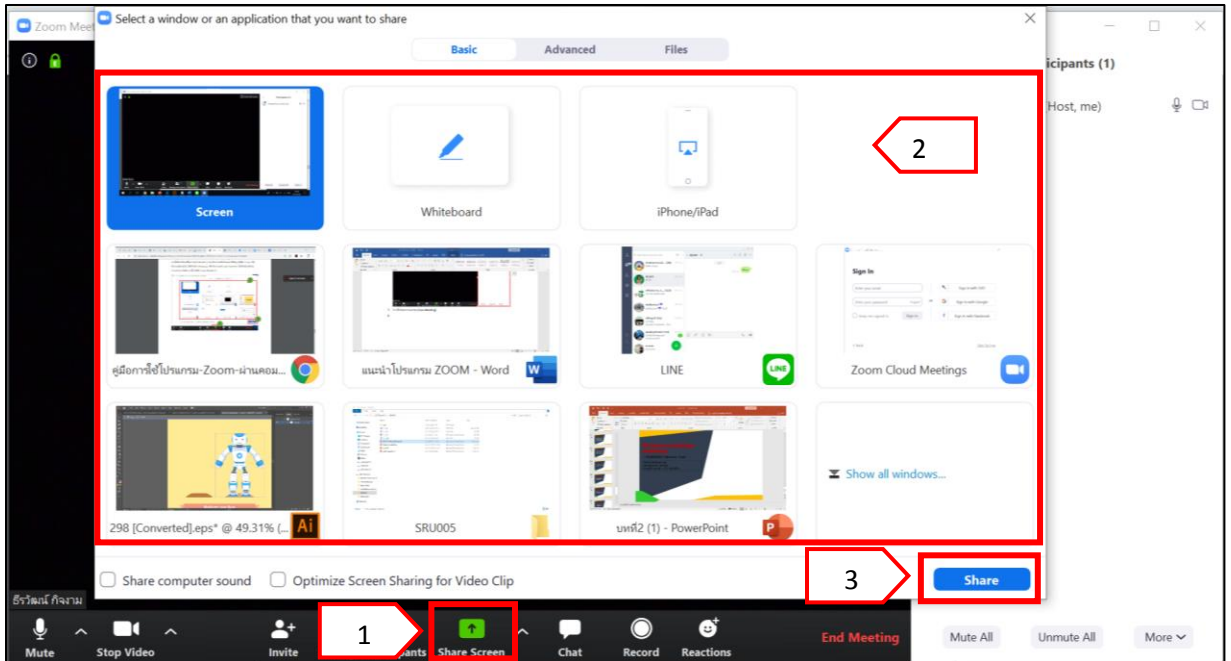 Zoom Meet
Select a window or an application that you want to share
Basic Advanced Files
icipants (1)
(Host, me)
2
Screen Whiteboard iPhone/iPad
Sign In
คู่มือการใช้โปรแกรม-Zoom-ผ่านคอม... แนะนำโปรแกรม ZOOM - Word LINE Zoom Cloud Meetings
W LINE
Show all windows...
298 [Converted].eps* @ 49.31% (... Ai SRU005 บทที่2 (1) - PowerPoint P
Share computer sound Optimize Screen Sharing for Video Clip 3 Share
ธีรวัฒน์ กิจงาม
1
Mute Stop Video Invite ipants Share Screen Chat Record Reactions End Meeting Mute All Unmute All More